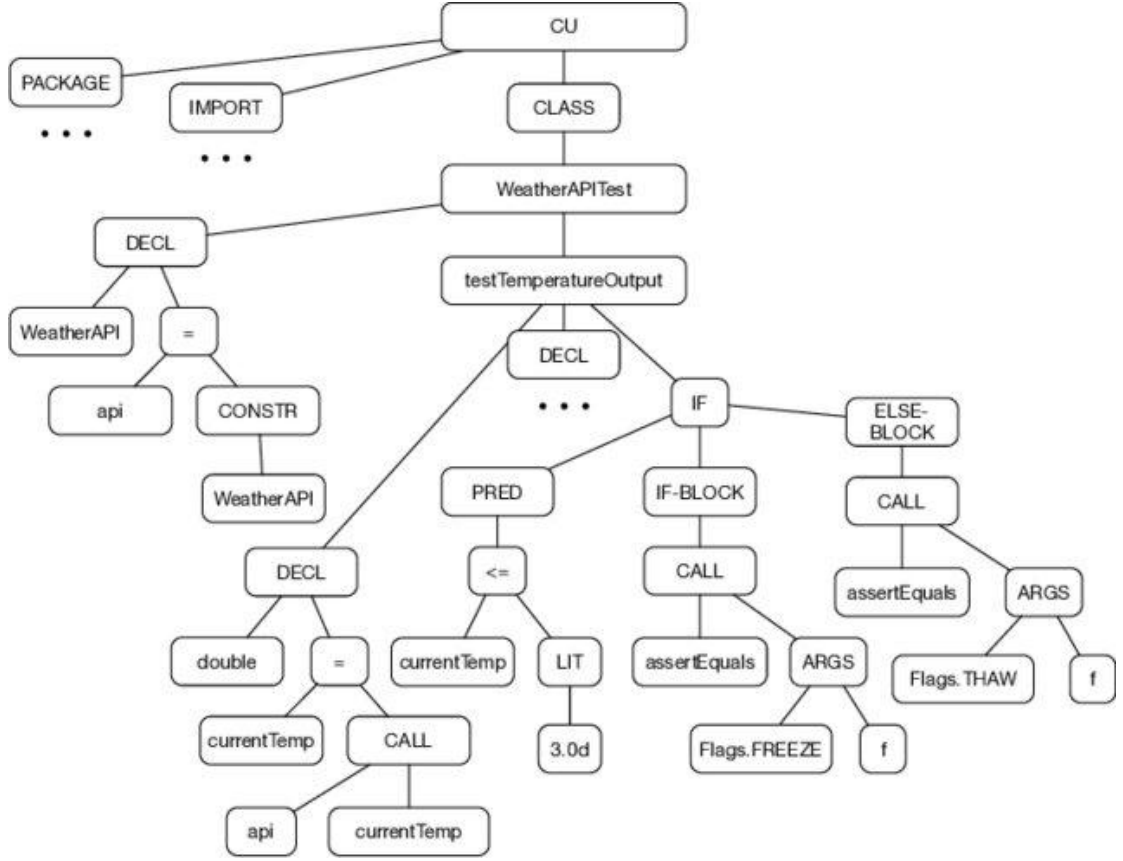 CU
PACKAGE
IMPORT
CLASS
• • •
• • •
WeatherAPITest
DECL
testTemperatureOutput
WeatherAPI
=
DECL
api
CONSTR
• • •
IF
ELSE-
BLOCK
WeatherAPI
PRED
IF-BLOCK
CALL
DECL
<=
CALL
assertEquals
ARGS
double
=
currentTemp
LIT
assertEquals
ARGS
Flags.THAW
f
currentTemp
CALL
3.0d
Flags.FREEZE
f
api
currentTemp